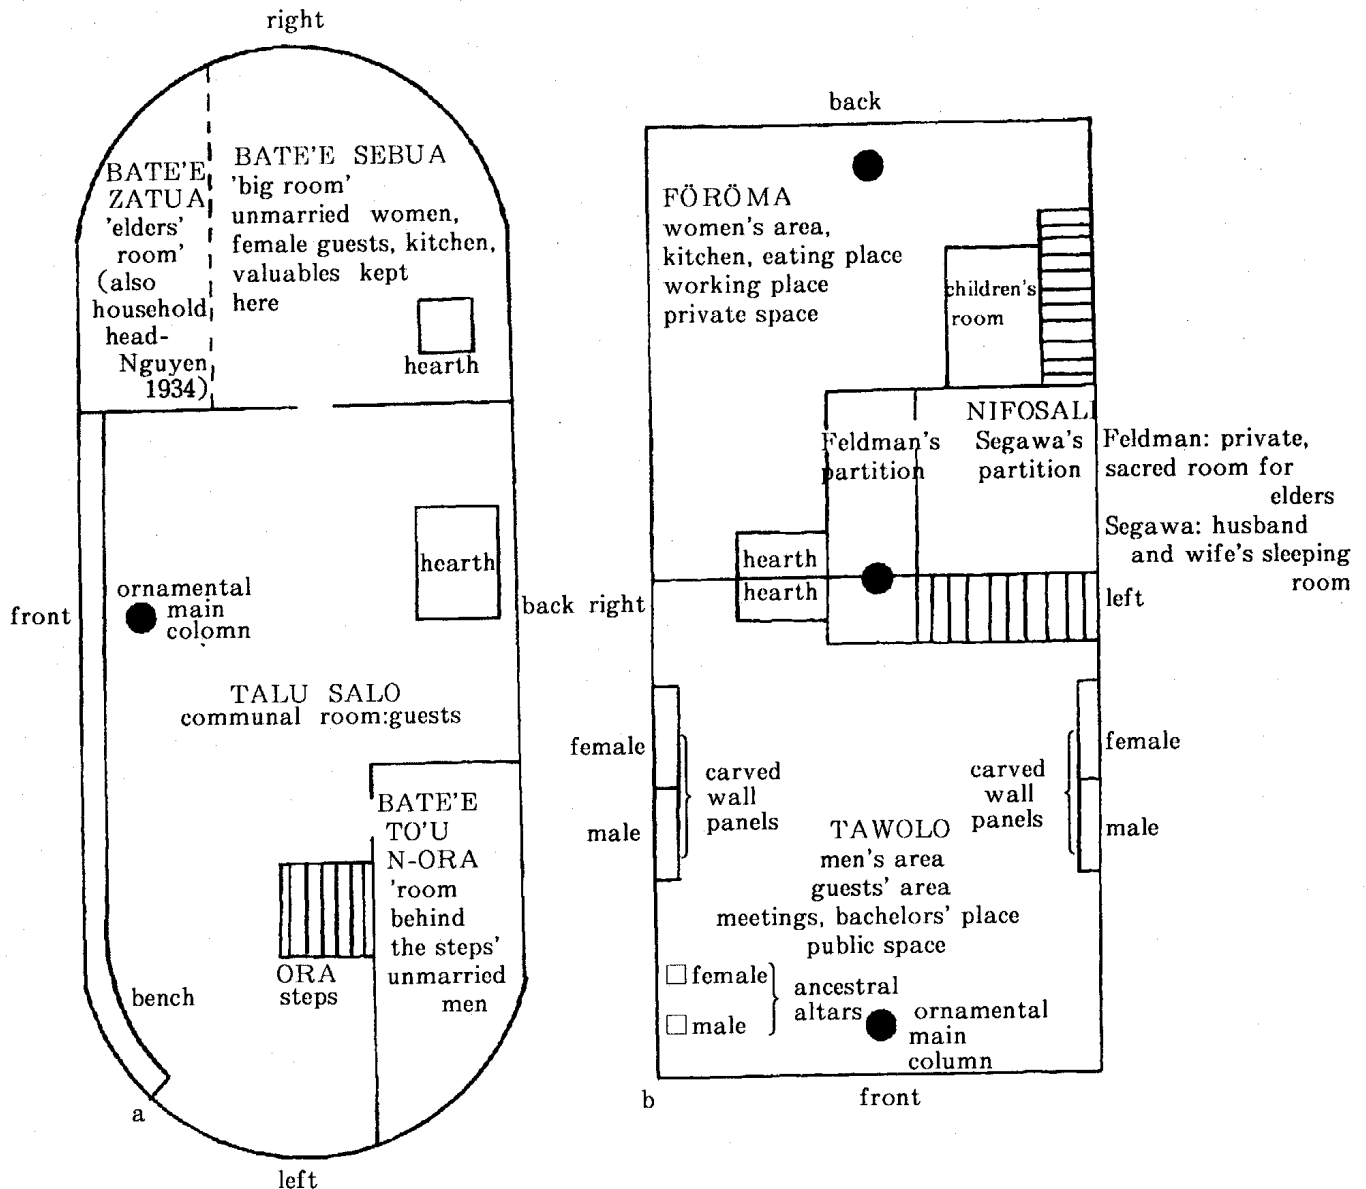 right
BATE'E
ZATUA
'elders'
room'
(also
household
head-
Nguyen
1934)
BATE'E SEBUA
'big room'
unmarried women,
female guests, kitchen,
valuables kept
here
hearth
hearth
ornamental
main
colomn
front
back
TALU SALO
communal room:guests
BATE'E
TO'U
N-ORA
'room
behind
the steps'
unmarried
men
ORA
steps
bench
a
left
back
FÖRÖMA
women's area,
kitchen, eating place
working place
private space
children's
room
NIFOSALI
Segawa's
partition
Feldman's
partition
Feldman: private,
sacred room for
elders
Segawa: husband
and wife's sleeping
room
hearth
hearth
right
left
female
male
carved
wall
panels
carved
wall
panels
female
male
TAWOLO
men's area
guests' area
meetings, bachelors' place
public space
female
male
ancestral
altars
ornamental
main
column
b
front